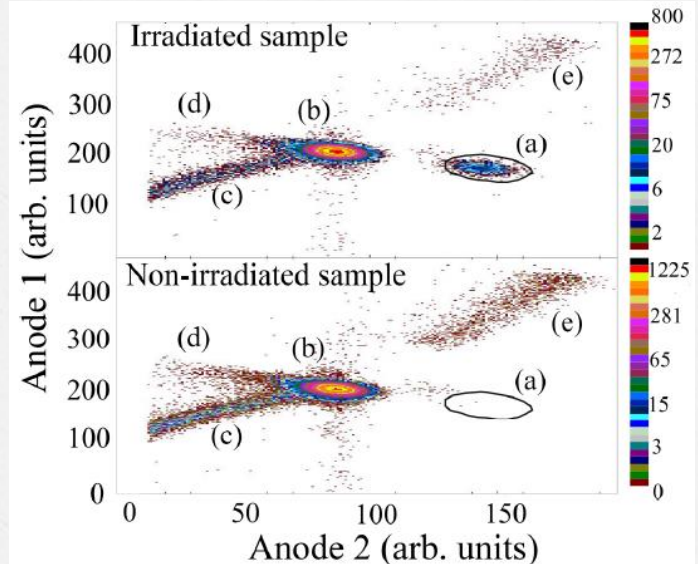 Irradiated sample
(d)
(b)
(e)
(a)
(c)
400
300
200
100
800
272
75
20
6
2
Non-irradiated sample
(d)
(b)
(e)
(a)
(c)
400
300
200
100
0
1225
281
65
15
3
0
Anode 1 (arb. units)
0 50 100 150
Anode 2 (arb. units)